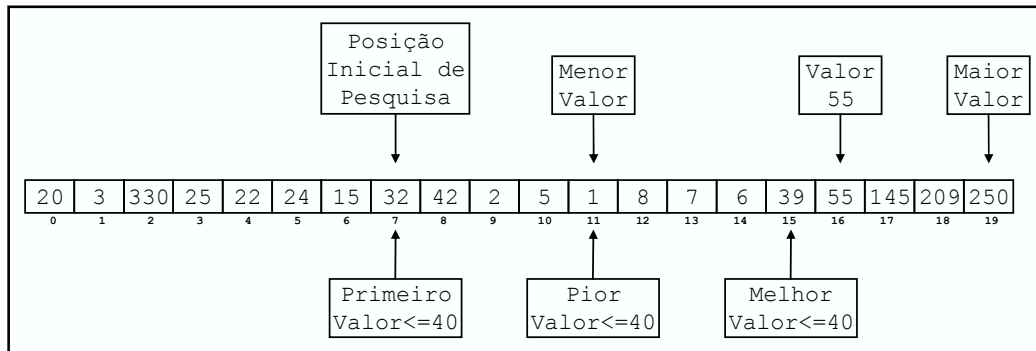 Posição
Inicial de
Pesquisa
Menor
Valor
Valor
55
Maior
Valor
20 3 330 25 22 24 15 32 42 2 5 1 8 7 6 39 55 145 209 250
0 1 2 3 4 5 6 7 8 9 10 11 12 13 14 15 16 17 18 19
Primeiro
Valor<=40
Pior
Valor<=40
Melhor
Valor<=40